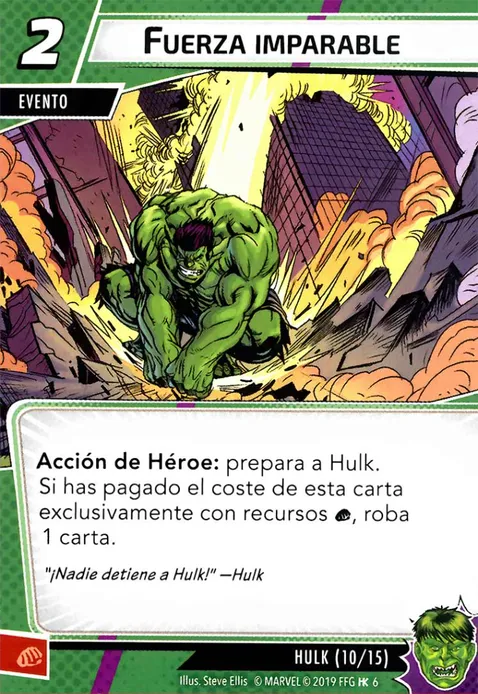 2
FUERZA IMPARABLE
EVENTO
Acción de Héroe: prepara a Hulk.
Si has pagado el coste de esta carta
exclusivamente con recursos , roba
1 carta.
"¡Nadie detiene a Hulk!" —Hulk
HULK (10/15)
Illus. Steve Ellis © MARVEL © 2019 FFG HK 6